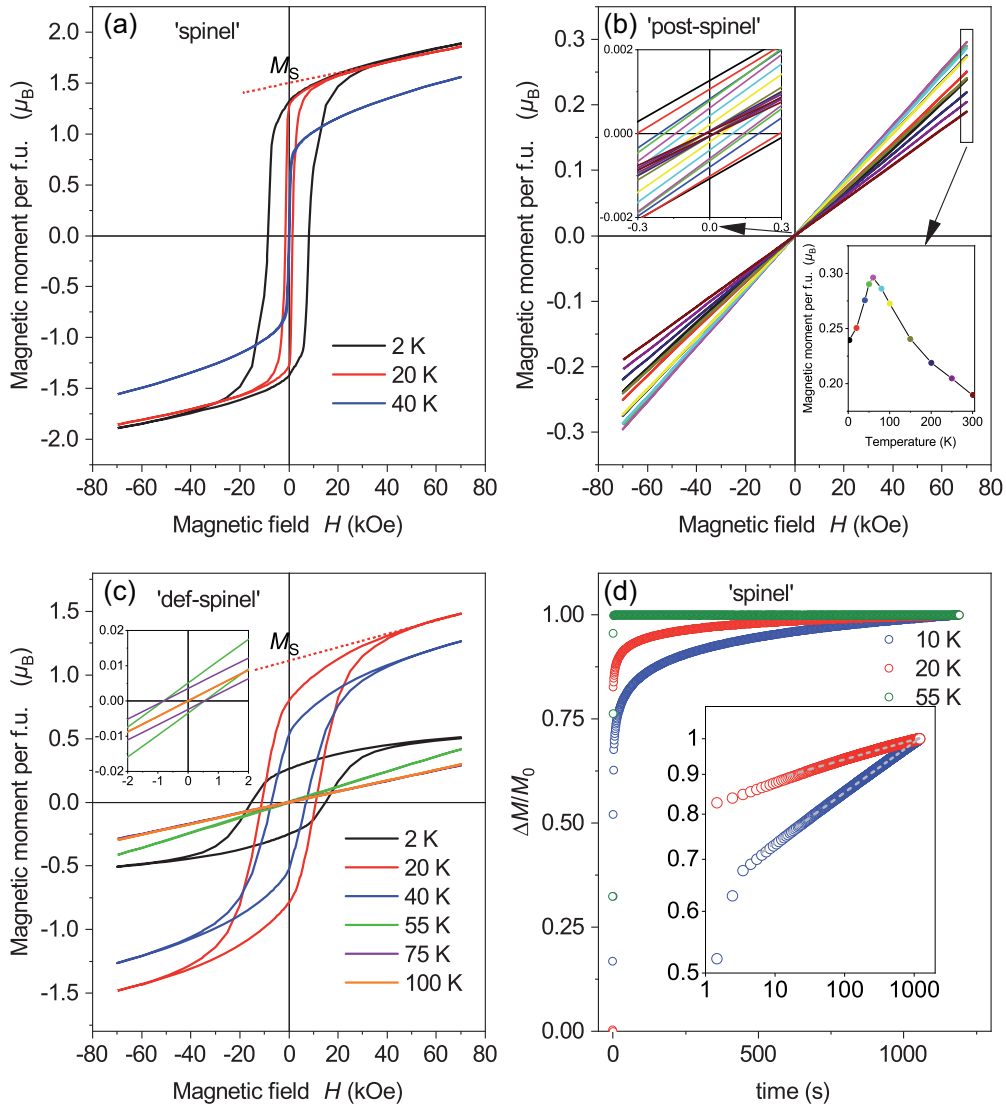 (a)
'spinel'
M_S
2.0
1.5
1.0
0.5
0.0
-0.5
-1.0
-1.5
-2.0
Magnetic moment per f.u. (μ_B)
2 K
20 K
40 K
-80 -60 -40 -20 0 20 40 60 80
Magnetic field H (kOe)
(b)
'post-spinel'
0.3
0.2
0.1
0.0
-0.1
-0.2
-0.3
Magnetic moment per f.u. (μ_B)
0.002
0.000
-0.002
-0.3 0.0 0.3
Magnetic moment per f.u. (μ_B)
0.30
0.25
0.20
0 100 200 300
Temperature (K)
-80 -60 -40 -20 0 20 40 60 80
Magnetic field H (kOe)
(c)
'def-spinel'
M_S
1.5
1.0
0.5
0.0
-0.5
-1.0
-1.5
Magnetic moment per f.u. (μ_B)
0.02
0.01
0.00
-0.01
-0.02
-2 -1 0 1 2
2 K
20 K
40 K
55 K
75 K
100 K
-80 -60 -40 -20 0 20 40 60 80
Magnetic field H (kOe)
(d)
'spinel'
1.00
0.75
0.50
0.25
0.00
ΔM/M_0
10 K
20 K
55 K
1
0.9
0.8
0.7
0.6
0.5
1 10 100 1000
0 500 1000
time (s)